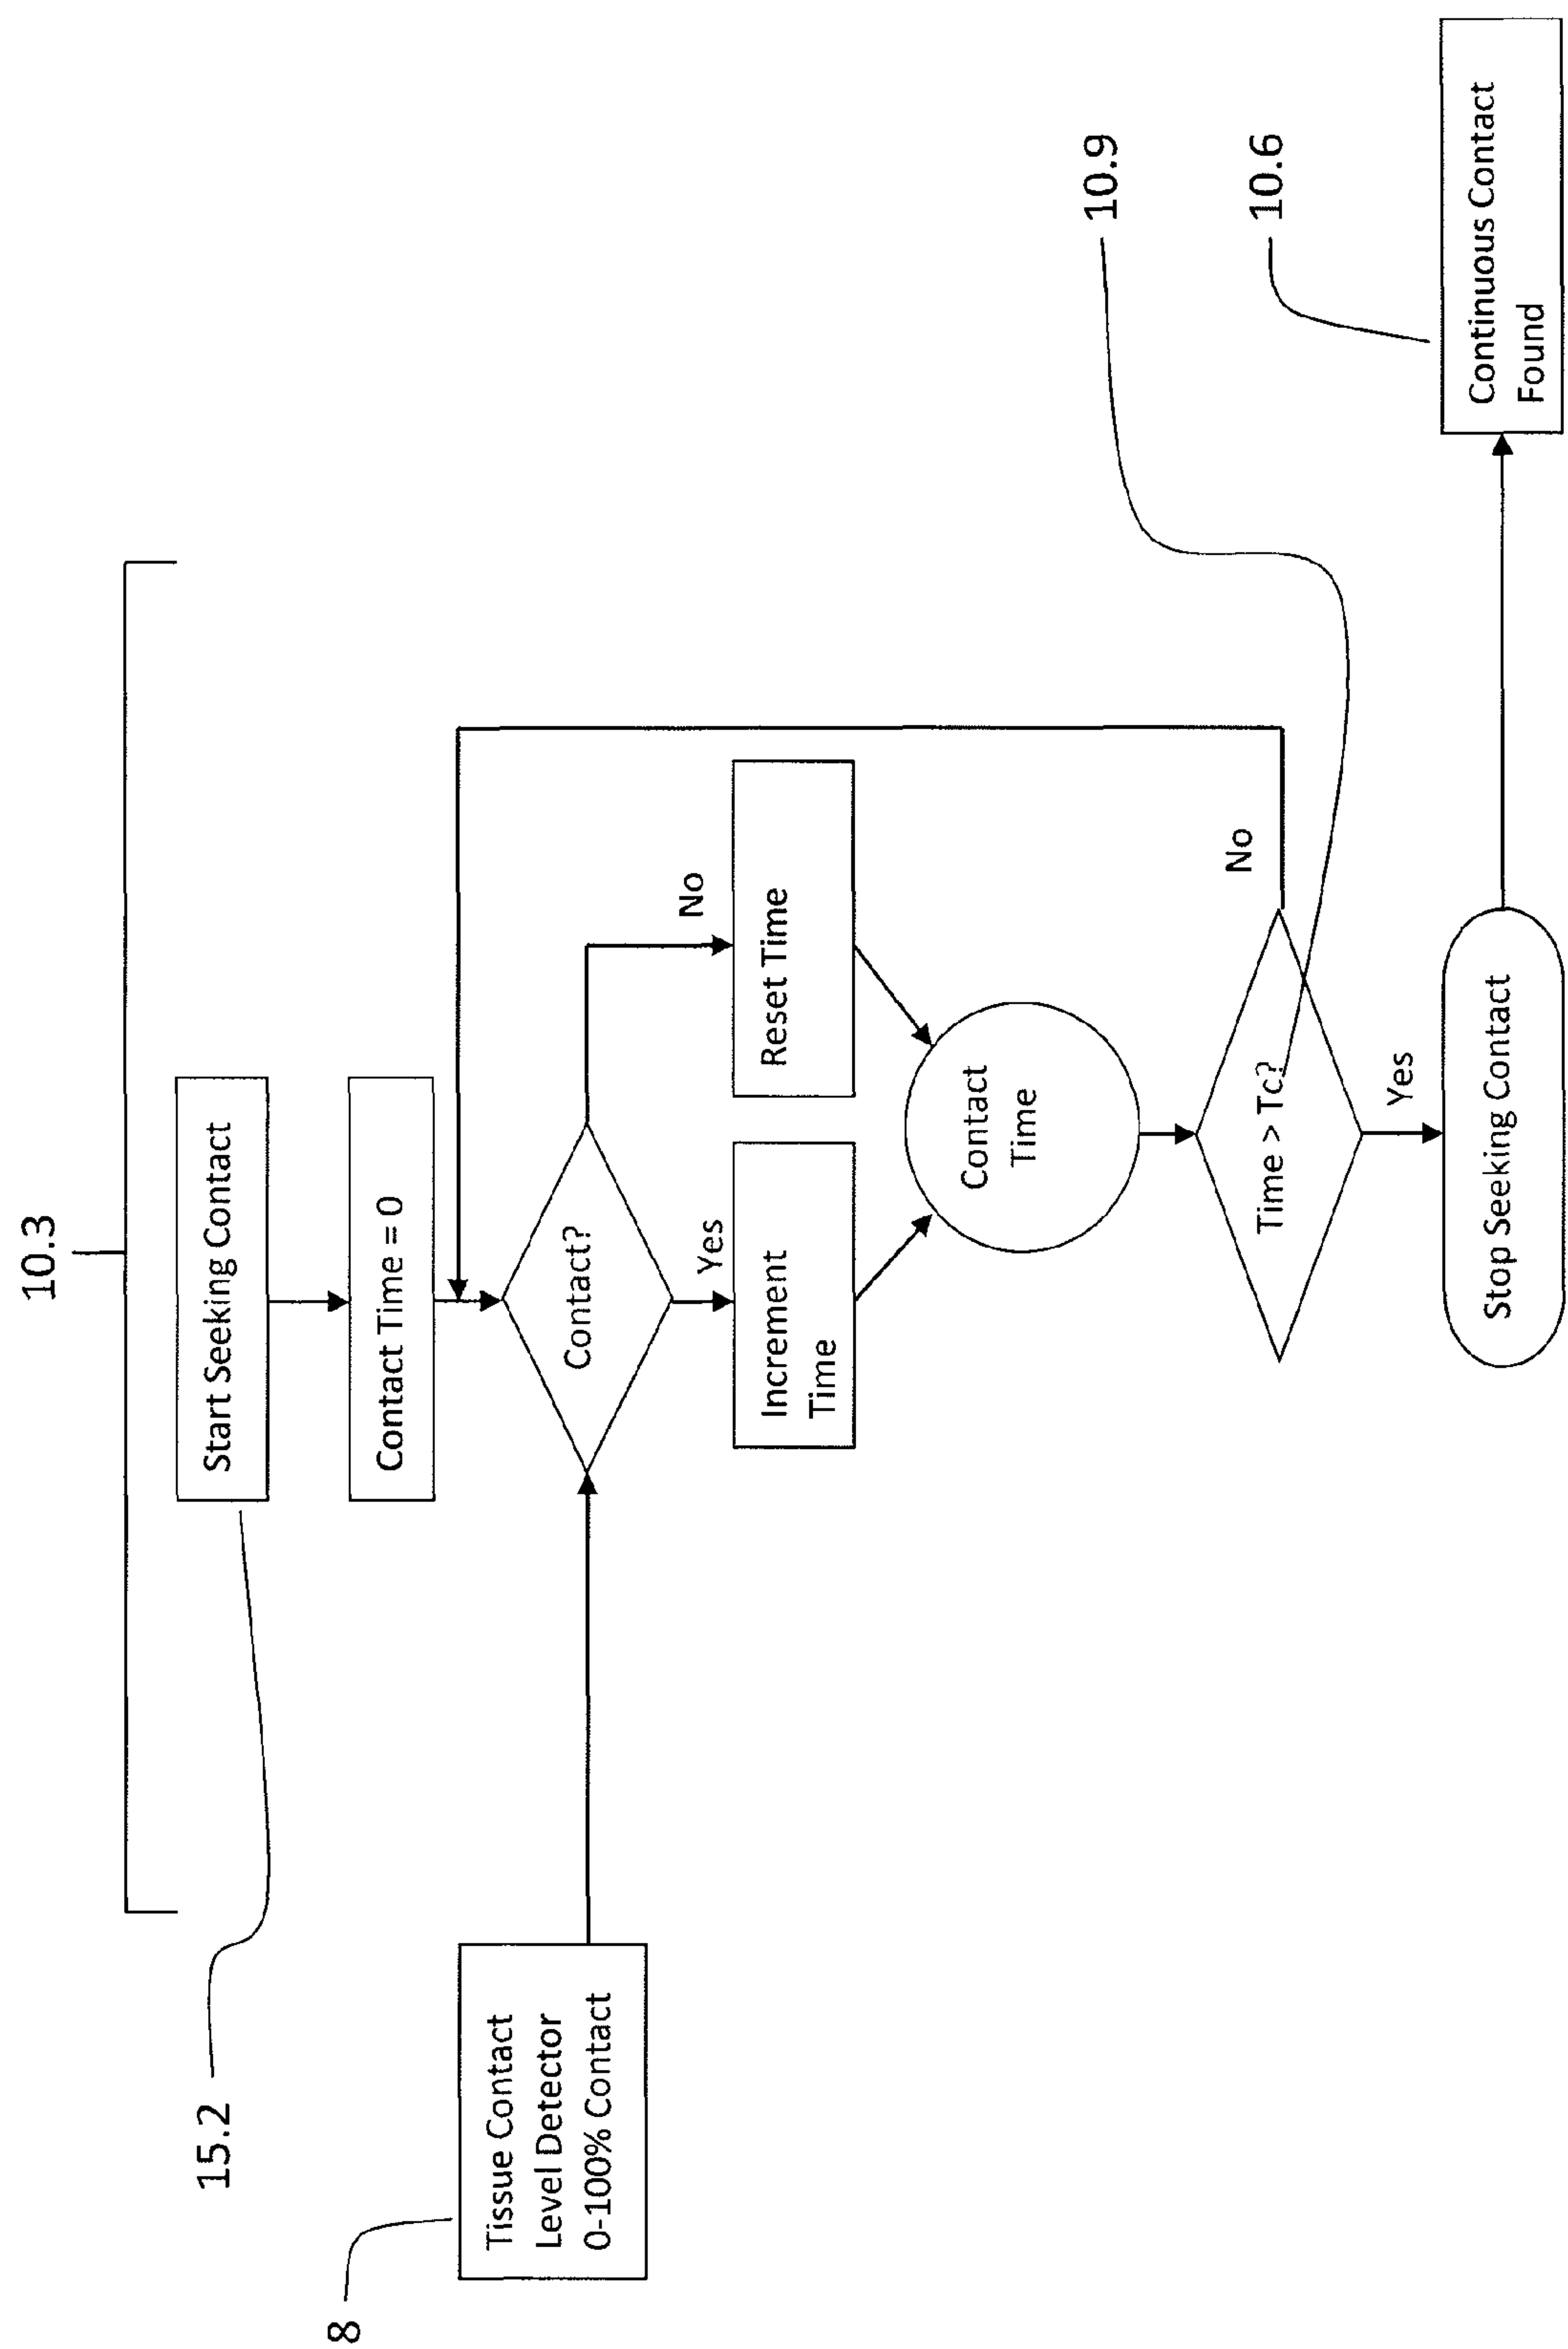 10.3
15.2
Start Seeking Contact
Contact Time = 0
8
Tissue Contact
Level Detector
0-100% Contact
Contact?
Yes
No
Increment
Time
Reset Time
Contact
Time
10.9
Time > Tc?
No
Yes
10.6
Stop Seeking Contact
Continuous Contact
Found